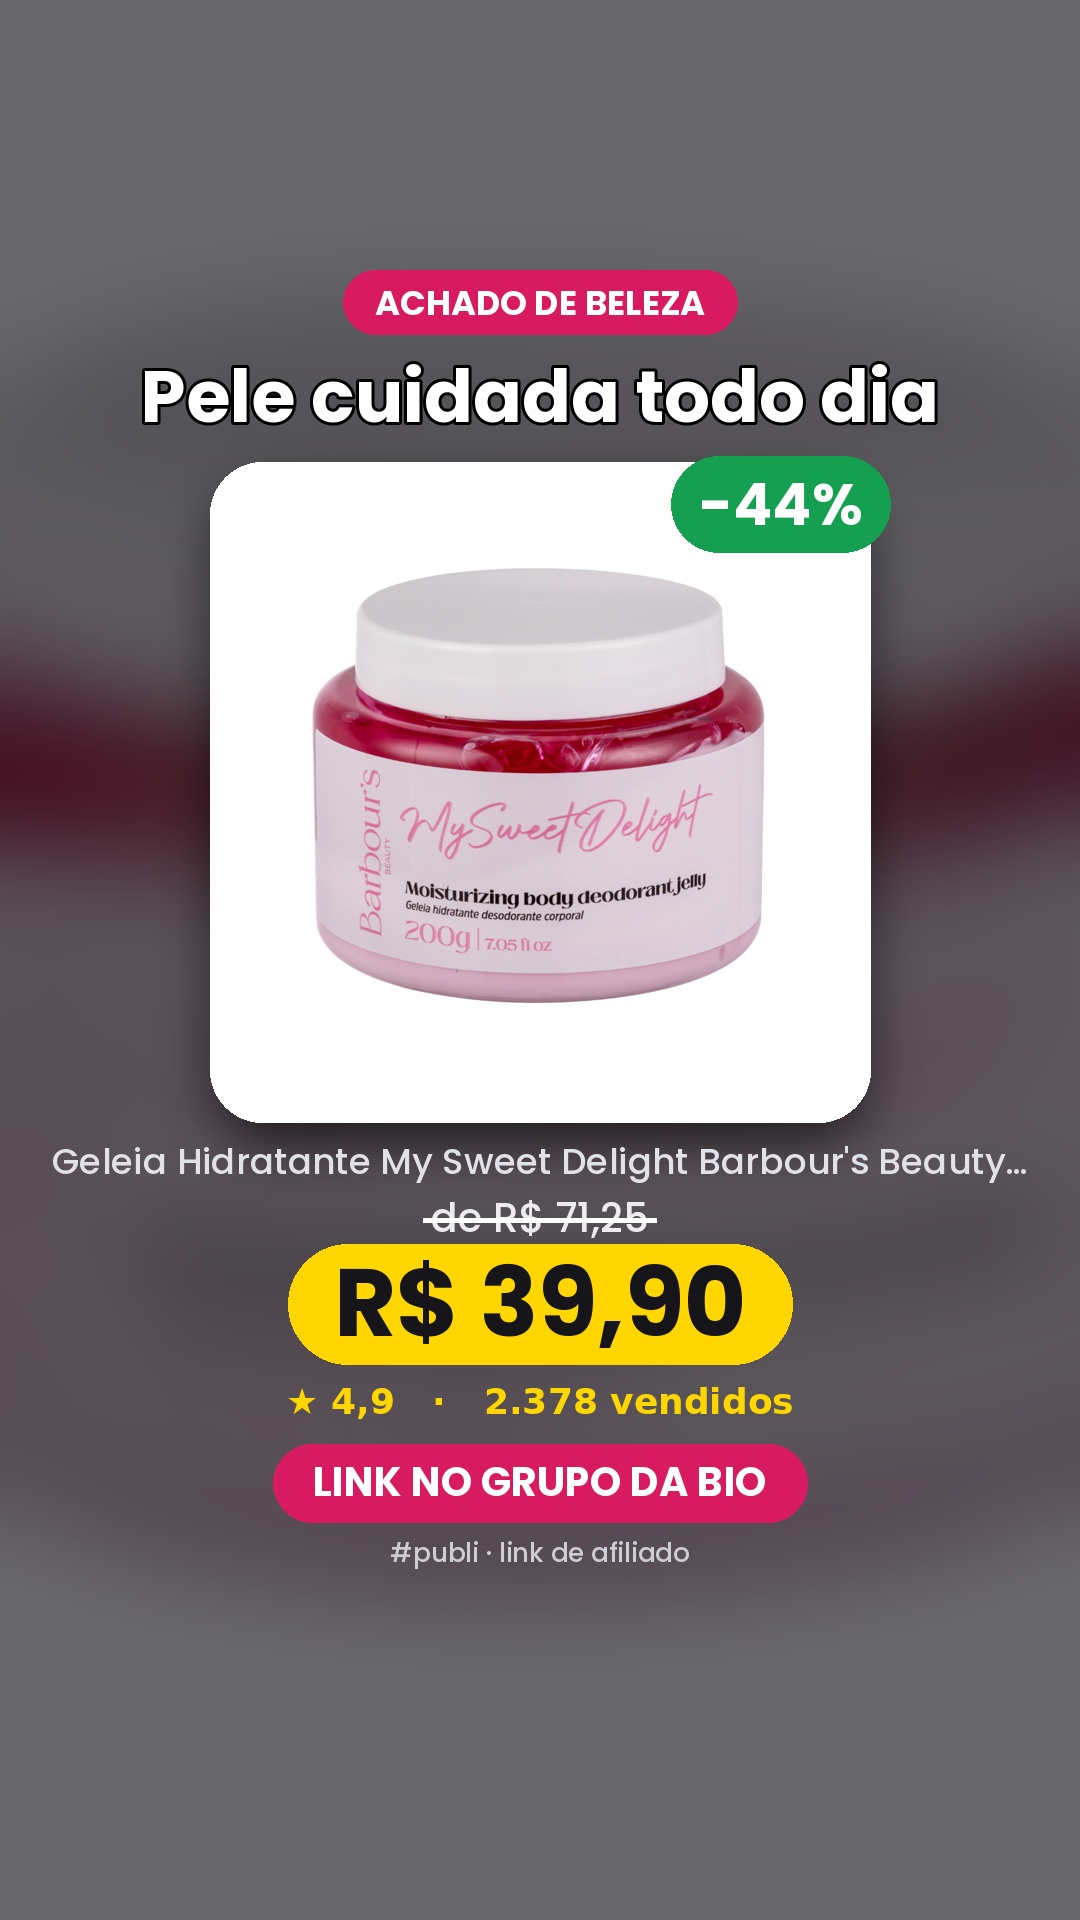 ACHADO DE BELEZA
Pele cuidada todo dia
-44%
Barbour's
BEAUTY
My Sweet Delight
Moisturizing body deodorant jelly
Geleia hidratante desodorante corporal
200g | 7.05 fl oz
Geleia Hidratante My Sweet Delight Barbour's Beauty...
de R$ 71,25
R$ 39,90
★ 4,9 · 2.378 vendidos
LINK NO GRUPO DA BIO
#publi · link de afiliado